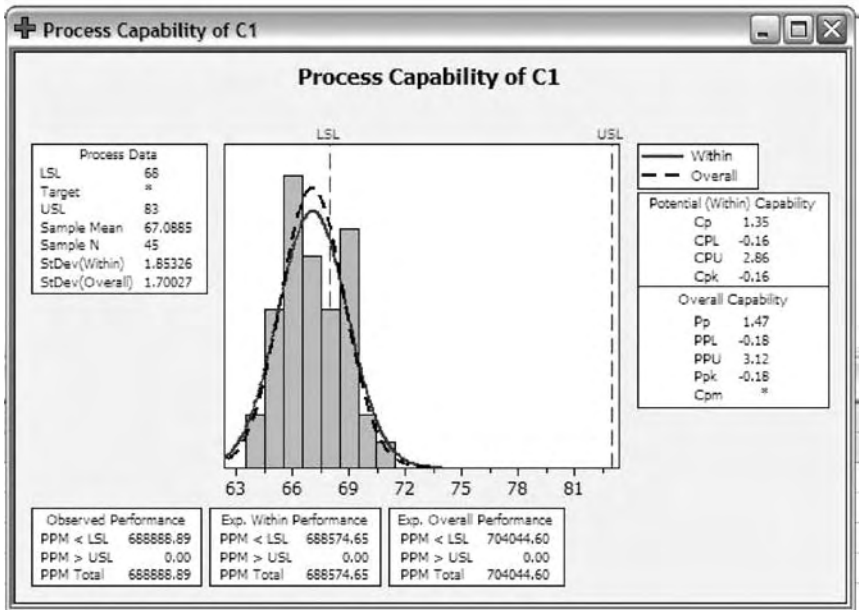 Process Capability of C1
Process Capability of C1
LSL
USL
Process Data
LSL 68
Target *
USL 83
Sample Mean 67.0885
Sample N 45
StDev(Within) 1.85326
StDev(Overall) 1.70027
Within
Overall
Potential (Within) Capability
Cp 1.35
CPL -0.16
CPU 2.86
Cpk -0.16
Overall Capability
Pp 1.47
PPL -0.18
PPU 3.12
Ppk -0.18
Cpm *
63 66 69 72 75 78 81
Observed Performance
PPM < LSL 688888.89
PPM > USL 0.00
PPM Total 688888.89
Exp. Within Performance
PPM < LSL 688574.65
PPM > USL 0.00
PPM Total 688574.65
Exp. Overall Performance
PPM < LSL 704044.60
PPM > USL 0.00
PPM Total 704044.60